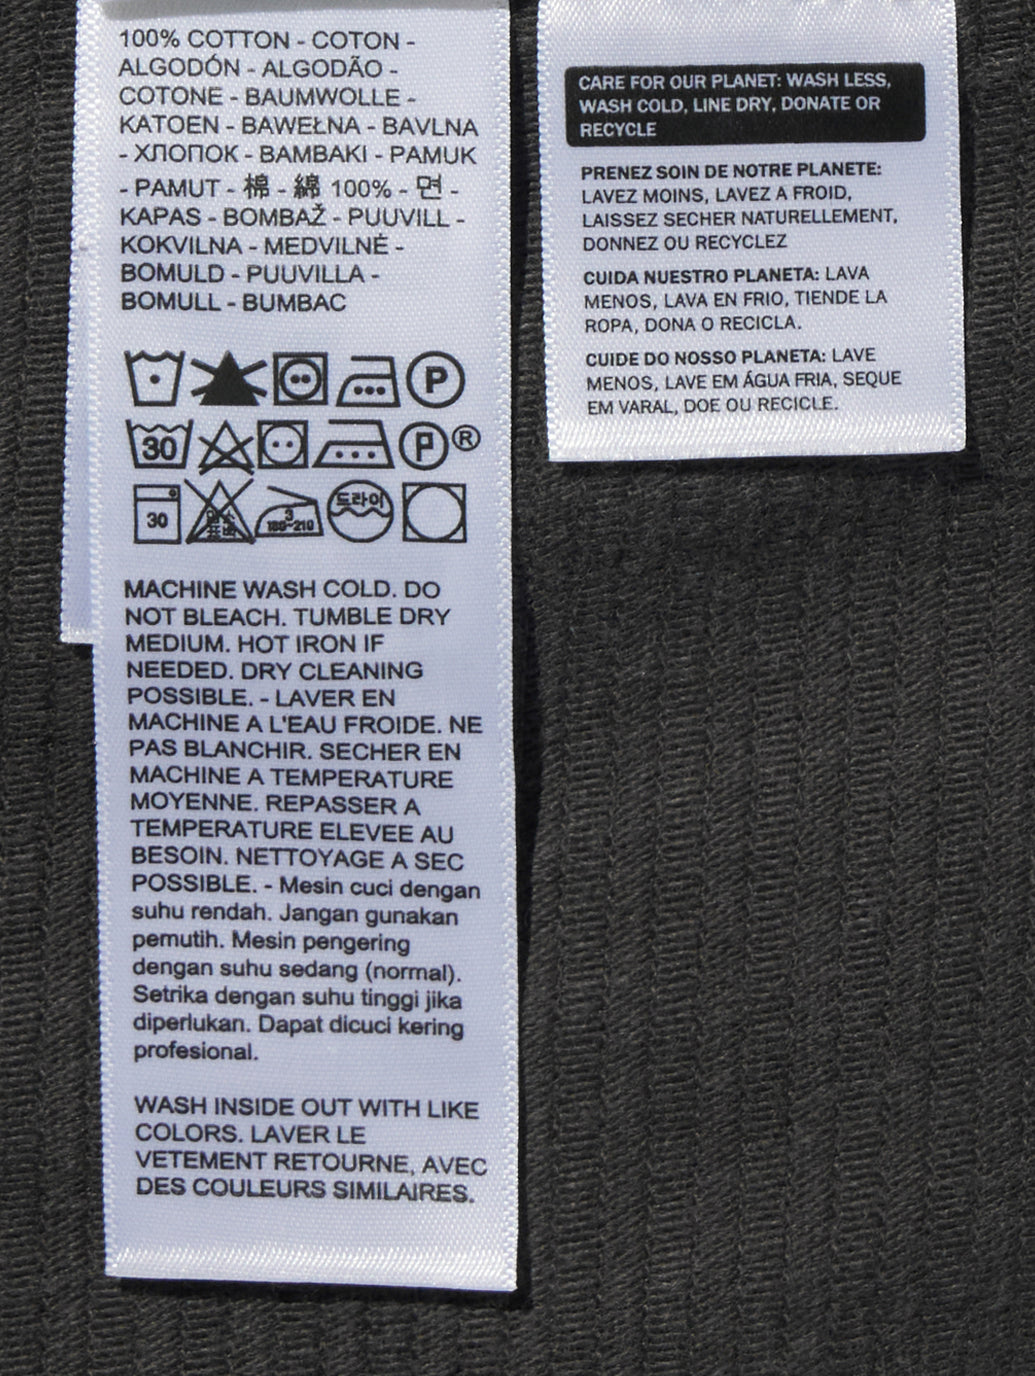 100% COTTON - COTON -
ALGODÓN - ALGODÃO -
COTONE - BAUMWOLLE -
KATOEN - BAWEŁNA - BAVLNA
- ХЛОПОК - BAMBAKI - PAMUK
- PAMUT - 棉 - 綿 100% - 면 -
KAPAS - BOMBAŽ - PUUVILL -
KOKVILNA - MEDVILNĖ -
BOMULD - PUUVILLA -
BOMULL - BUMBAC
P
30 P ®
30 3 180~210 드라이
MACHINE WASH COLD. DO
NOT BLEACH. TUMBLE DRY
MEDIUM. HOT IRON IF
NEEDED. DRY CLEANING
POSSIBLE. - LAVER EN
MACHINE A L'EAU FROIDE. NE
PAS BLANCHIR. SECHER EN
MACHINE A TEMPERATURE
MOYENNE. REPASSER A
TEMPERATURE ELEVEE AU
BESOIN. NETTOYAGE A SEC
POSSIBLE. - Mesin cuci dengan
suhu rendah. Jangan gunakan
pemutih. Mesin pengering
dengan suhu sedang (normal).
Setrika dengan suhu tinggi jika
diperlukan. Dapat dicuci kering
profesional.
WASH INSIDE OUT WITH LIKE
COLORS. LAVER LE
VETEMENT RETOURNE, AVEC
DES COULEURS SIMILAIRES.
CARE FOR OUR PLANET: WASH LESS,
WASH COLD, LINE DRY, DONATE OR
RECYCLE
PRENEZ SOIN DE NOTRE PLANETE:
LAVEZ MOINS, LAVEZ A FROID,
LAISSEZ SECHER NATURELLEMENT,
DONNEZ OU RECYCLEZ
CUIDA NUESTRO PLANETA: LAVA
MENOS, LAVA EN FRIO, TIENDE LA
ROPA, DONA O RECICLA.
CUIDE DO NOSSO PLANETA: LAVE
MENOS, LAVE EM ÁGUA FRIA, SEQUE
EM VARAL, DOE OU RECICLE.